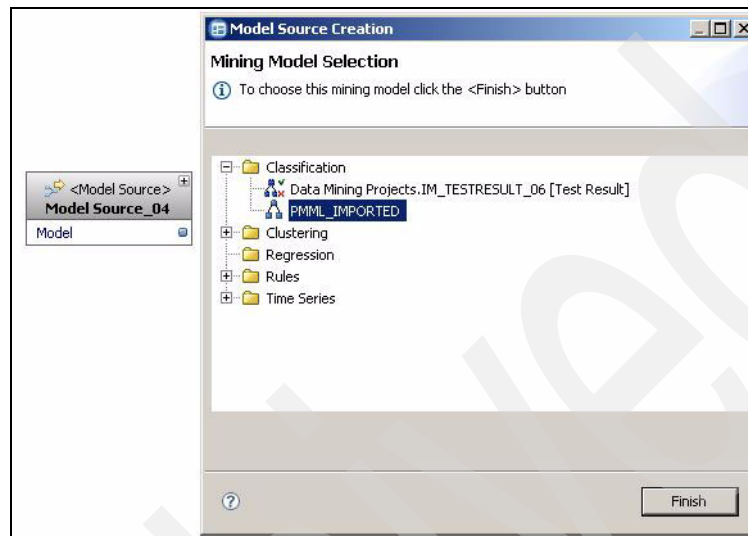 Model Source Creation
Mining Model Selection
To choose this mining model click the <Finish> button
Classification
Data Mining Projects.IM_TESTRESULT_06 [Test Result]
PMML_IMPORTED
Clustering
Regression
Rules
Time Series
Finish
<Model Source>
Model Source_04
Model